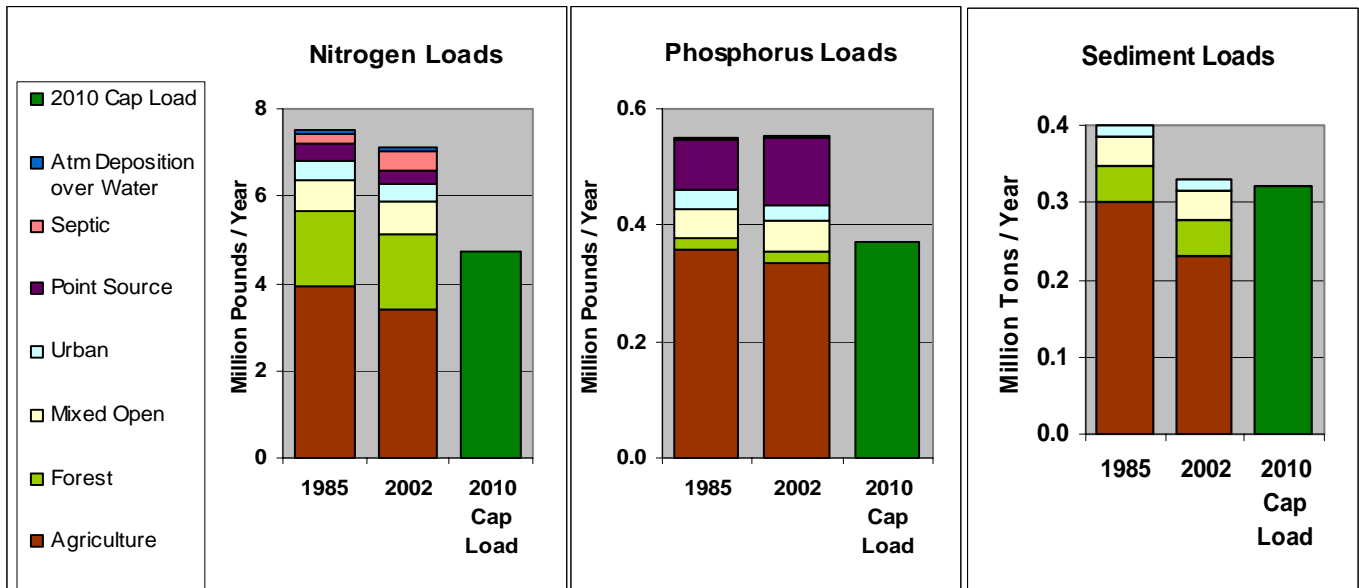 2010 Cap Load
Atm Deposition
over Water
Septic
Point Source
Urban
Mixed Open
Forest
Agriculture
Nitrogen Loads
Million Pounds / Year
8
6
4
2
0
1985
2002
2010
Cap
Load
Phosphorus Loads
Million Pounds / Year
0.6
0.4
0.2
0.0
1985
2002
2010
Cap
Load
Sediment Loads
Million Tons / Year
0.4
0.3
0.2
0.1
0.0
1985
2002
2010
Cap
Load